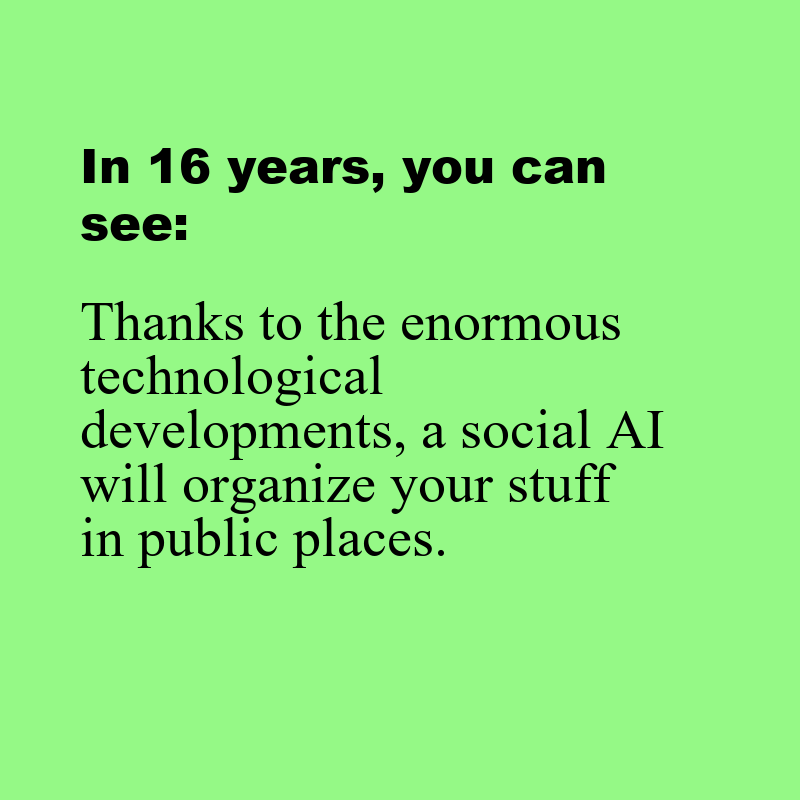 In 16 years, you can
see:
Thanks to the enormous
technological
developments, a social AI
will organize your stuff
in public places.